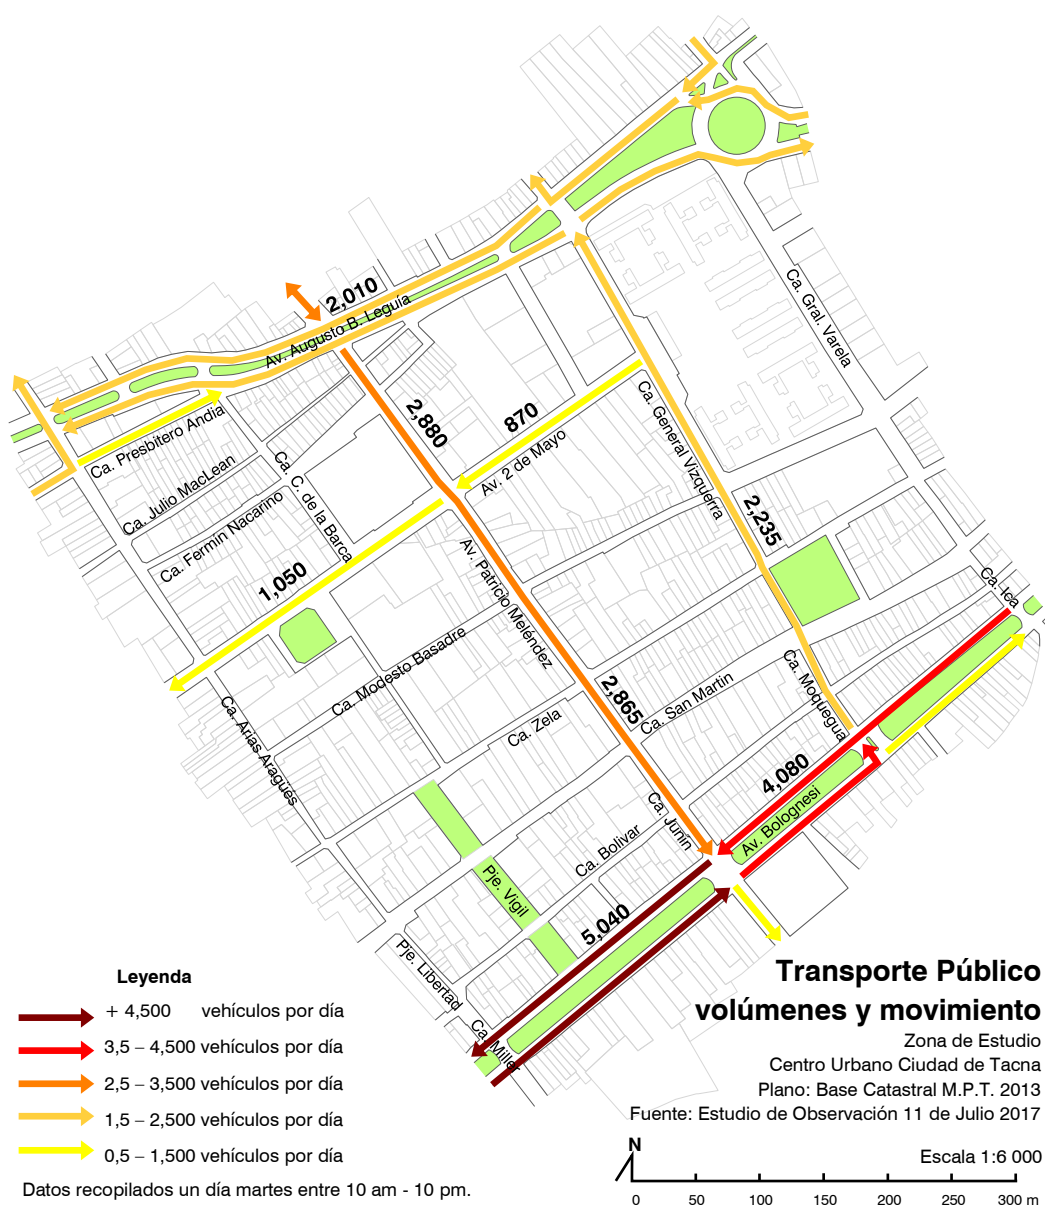 2,010
Av. Augusto B. Leguía
Ca. Gral. Varela
2,880
870
Ca. General Vizquerra
Ca. Presbitero Andia
Av. 2 de Mayo
Ca. Julio MacLean
Ca. C. de la Barca
Ca. Fermin Nacarino
2,235
1,050
Av. Patricio Meléndez
Ca. Ica
Ca. Modesto Basadre
Ca. Moquegua
2,865
Ca. San Martin
Ca. Arias Aragües
Ca. Zela
4,080
Av. Bolognesi
Ca. Junín
Ca. Bolivar
Pje. Vigil
5,040
Pje. Libertad
Ca. Miller
Transporte Público
volúmenes y movimiento
Zona de Estudio
Centro Urbano Ciudad de Tacna
Plano: Base Catastral M.P.T. 2013
Fuente: Estudio de Observación 11 de Julio 2017
Leyenda
+ 4,500 vehículos por día
3,5 – 4,500 vehículos por día
2,5 – 3,500 vehículos por día
1,5 – 2,500 vehículos por día
0,5 – 1,500 vehículos por día
Datos recopilados un día martes entre 10 am - 10 pm.
N
Escala 1:6 000
0 50 100 150 200 250 300 m